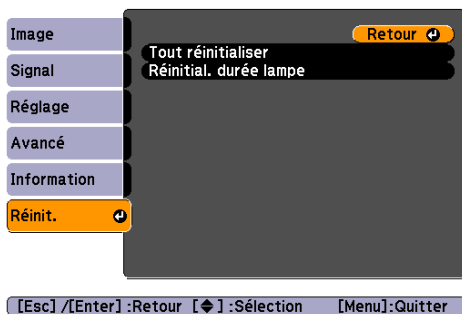 Image
Signal
Réglage
Avancé
Information
Réinit.
Retour
Tout réinitialiser
Réinitial. durée lampe
[Esc] /[Enter] :Retour [◆] :Sélection [Menu]:Quitter